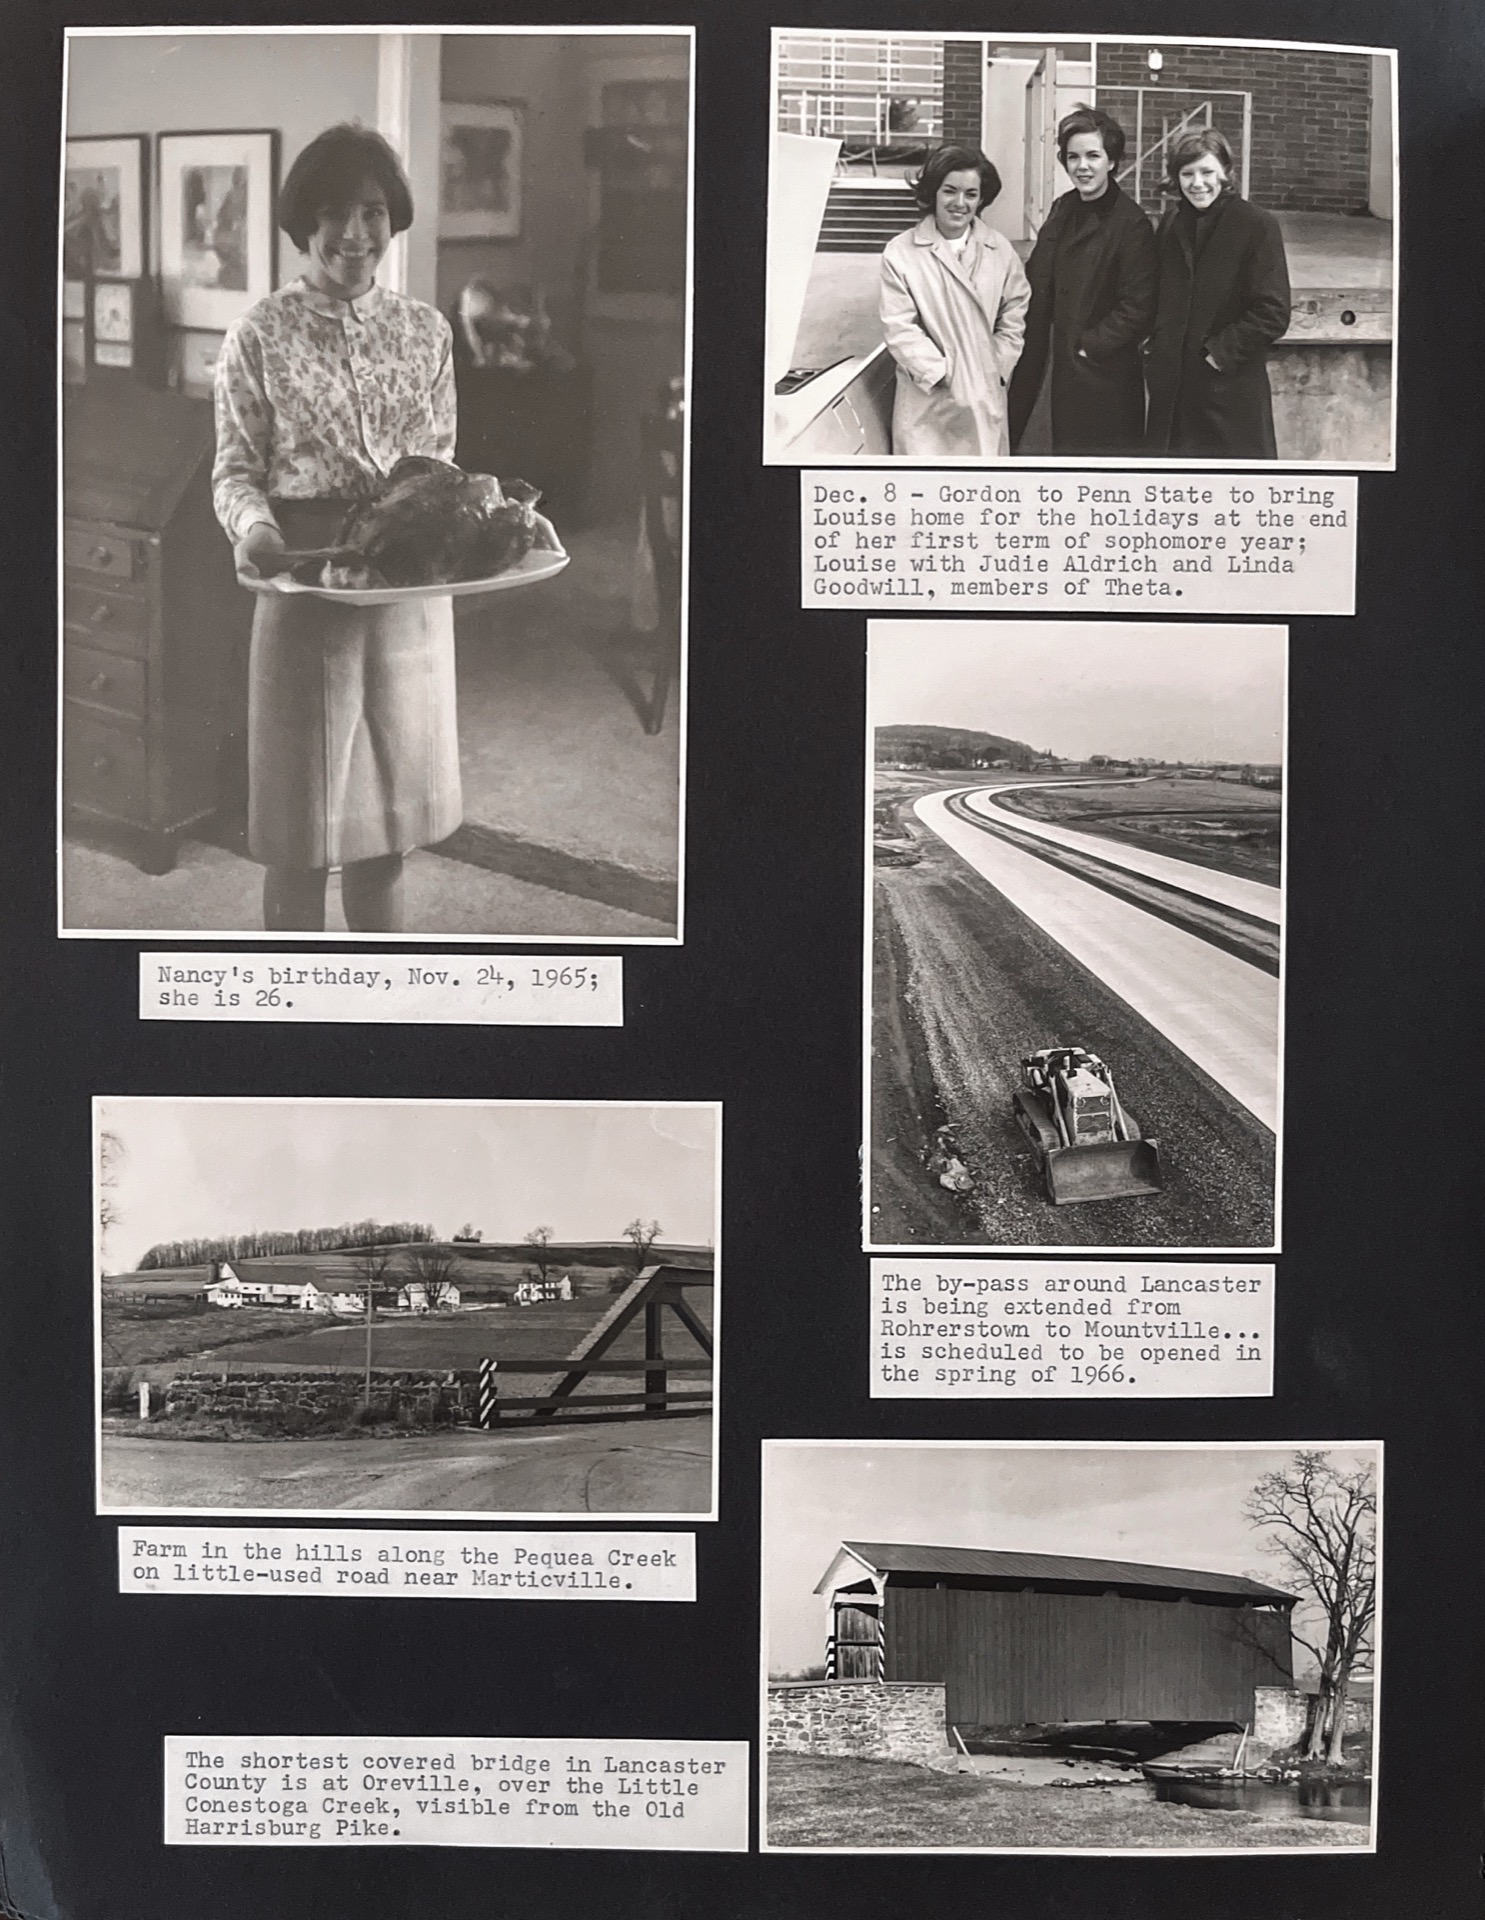 Nancy's birthday, Nov. 24, 1965;
she is 26.
Dec. 8 - Gordon to Penn State to bring
Louise home for the holidays at the end
of her first term of sophomore year;
Louise with Judie Aldrich and Linda
Goodwill, members of Theta.
The by-pass around Lancaster
is being extended from
Rohrerstown to Mountville...
is scheduled to be opened in
the spring of 1966.
Farm in the hills along the Pequea Creek
on little-used road near Marticville.
The shortest covered bridge in Lancaster
County is at Oreville, over the Little
Conestoga Creek, visible from the Old
Harrisburg Pike.